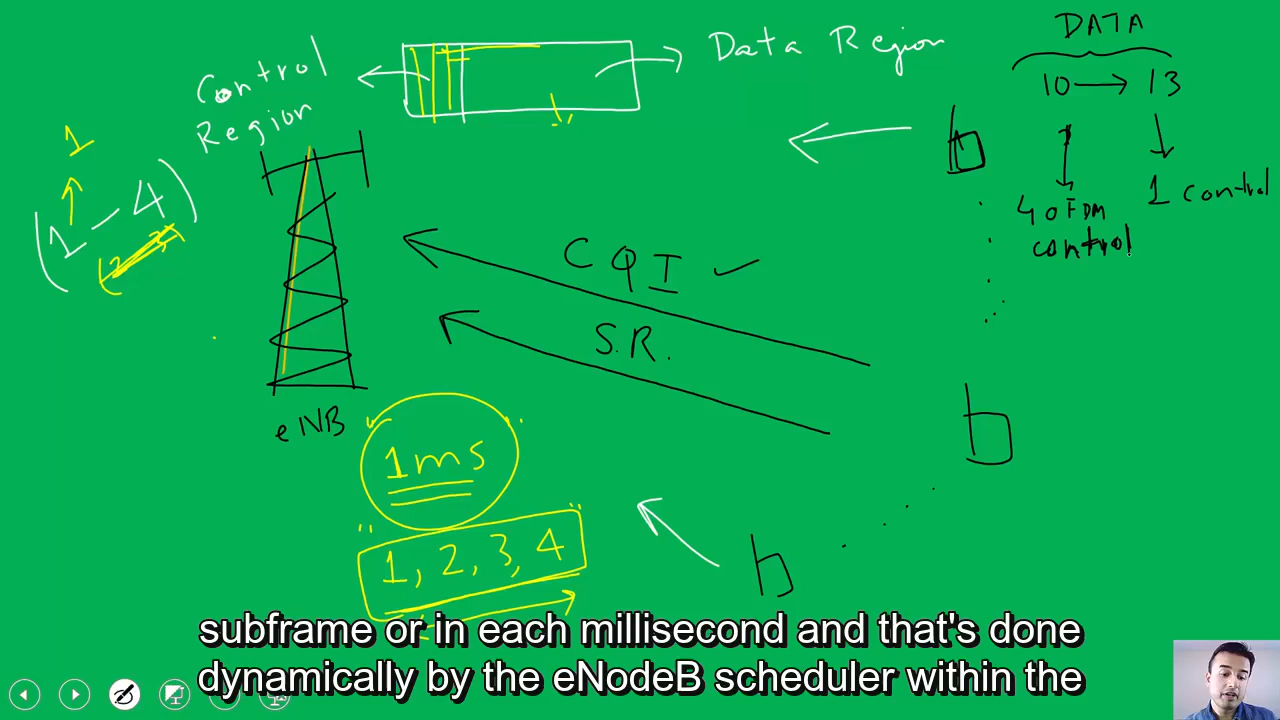 DATA
Data Region
Control
Region
10 → 13
1
(1 – 4)
4 OFDM
control
1 control
CQI ✓
S.R.
eNB
1ms
" 1, 2, 3, 4 "
subframe or in each millisecond and that's done
dynamically by the eNodeB scheduler within the